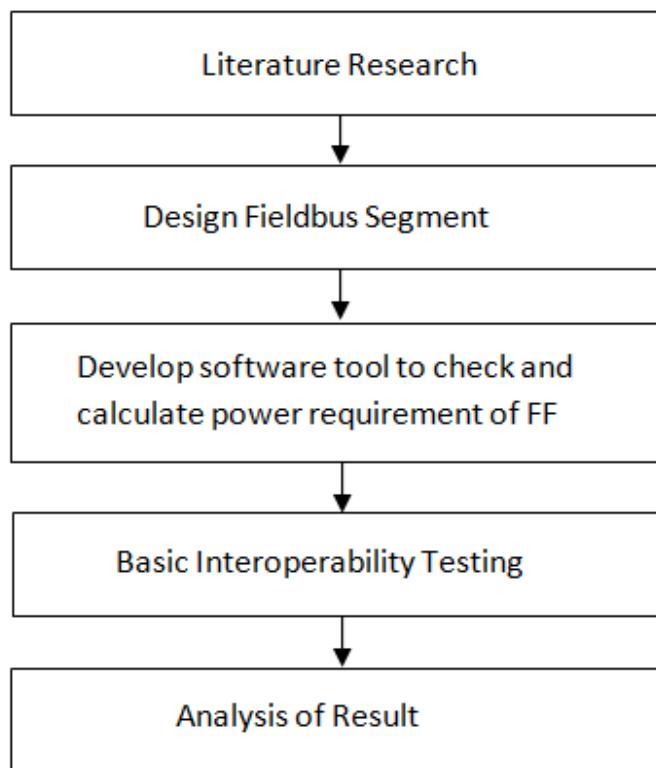 Literature Research
Design Fieldbus Segment
Develop software tool to check and
calculate power requirement of FF
Basic Interoperability Testing
Analysis of Result